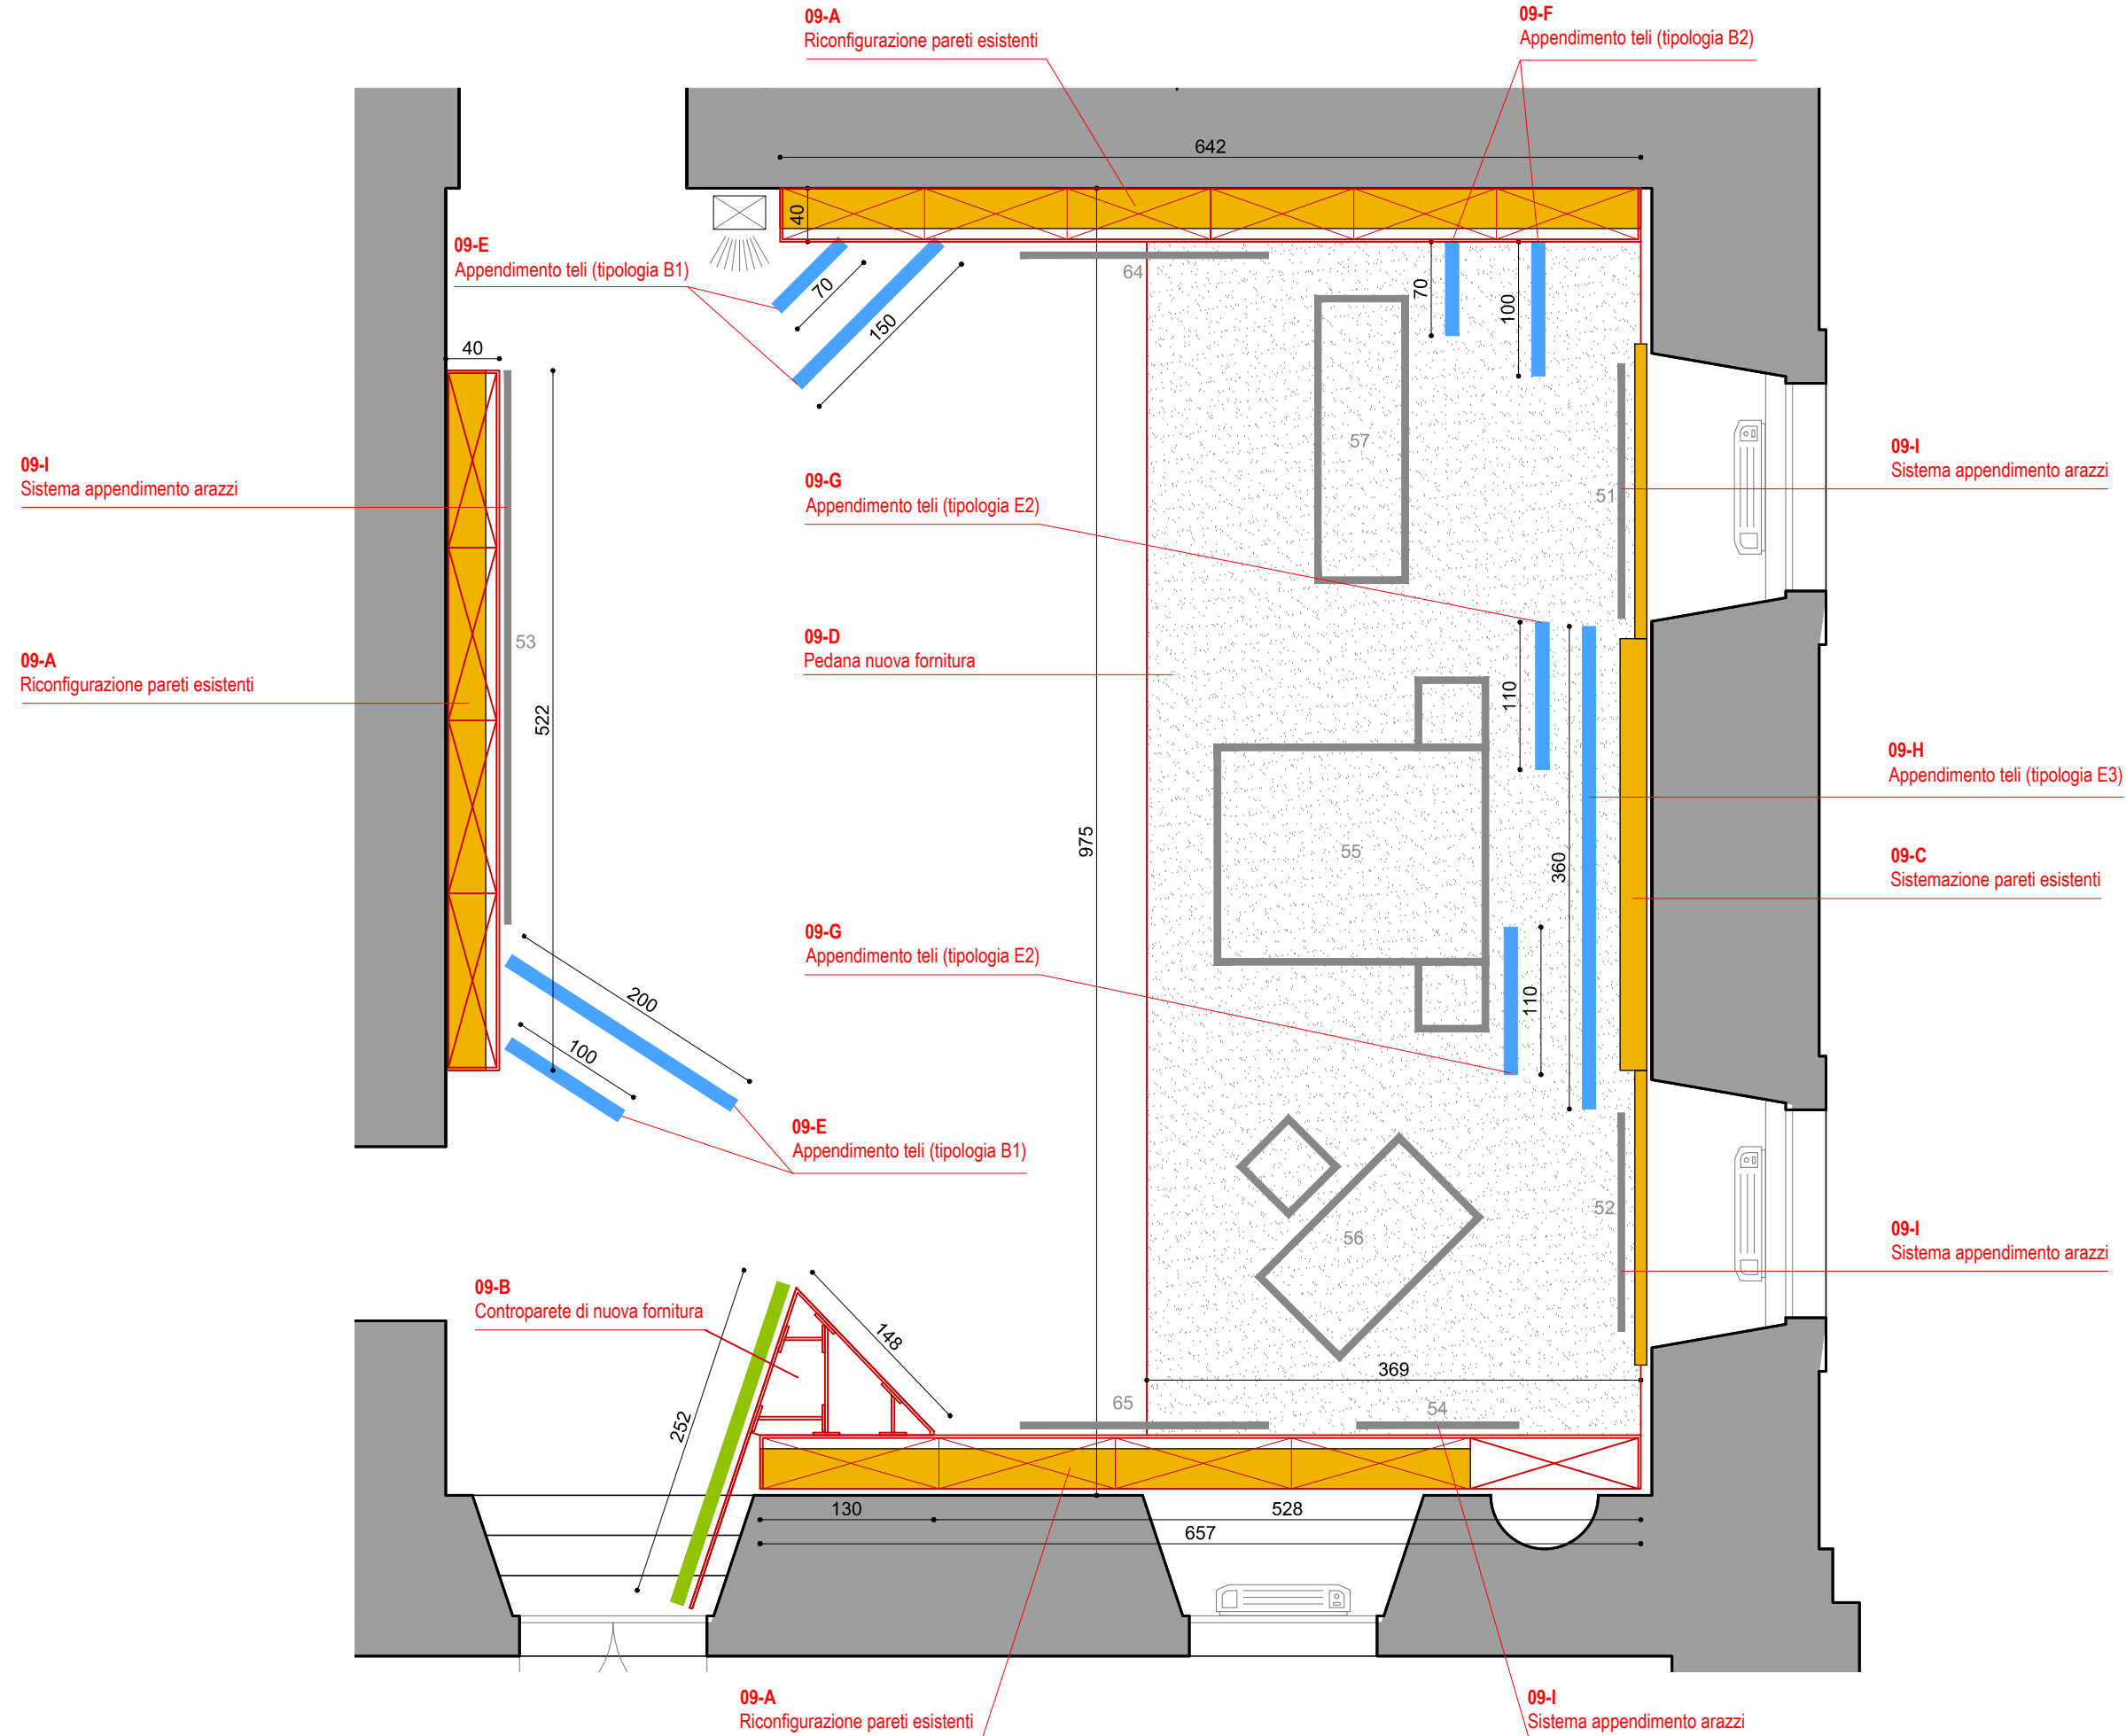 09-A
Riconfigurazione pareti esistenti
09-F
Appendimento teli (tipologia B2)
642
40
09-E
Appendimento teli (tipologia B1)
64
70
150
70
100
40
57
09-I
Sistema appendimento arazzi
09-I
Sistema appendimento arazzi
09-G
Appendimento teli (tipologia E2)
51
53
09-D
Pedana nuova fornitura
09-A
Riconfigurazione pareti esistenti
110
522
09-H
Appendimento teli (tipologia E3)
975
55
360
09-C
Sistemazione pareti esistenti
09-G
Appendimento teli (tipologia E2)
200
110
100
09-E
Appendimento teli (tipologia B1)
52
56
09-I
Sistema appendimento arazzi
09-B
Controparete di nuova fornitura
148
369
252
65
54
130
528
657
09-A
Riconfigurazione pareti esistenti
09-I
Sistema appendimento arazzi